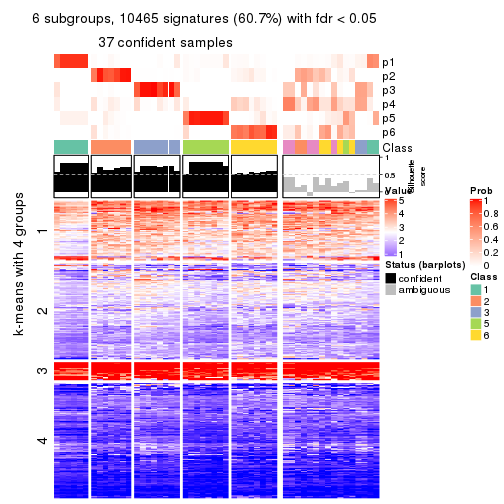 6 subgroups, 10465 signatures (60.7%) with fdr < 0.05
37 confident samples
p1
p2
p3
p4
p5
p6
Class
1
0.5
0
Silhouette
score
k-means with 4 groups
1
2
3
4
Value
5
4
3
2
1
Status (barplots)
confident
ambiguous
Prob
1
0.8
0.6
0.4
0.2
0
Class
1
2
3
5
6